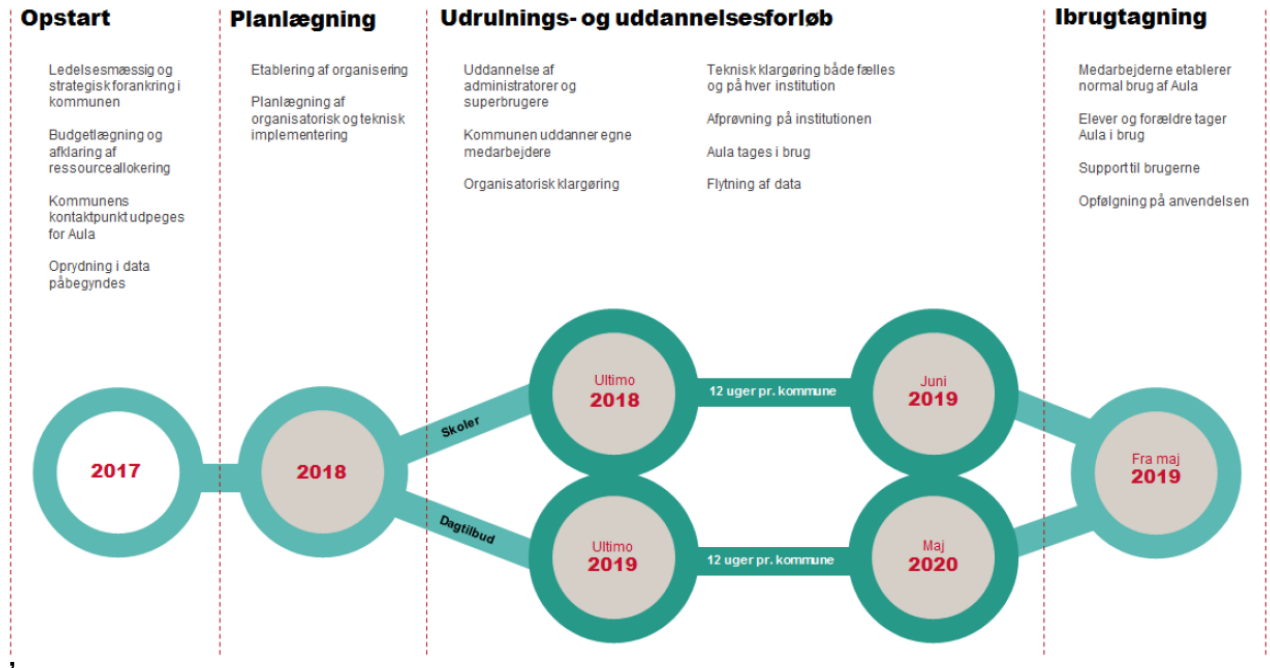 Opstart
Ledelsesmæssig og
strategisk forankring i
kommunen
Budgetlægning og
afklaring af
ressourceallokering
Kommunens
kontaktpunkt udpeges
for Aula
Oprydning i data
påbegyndes
Planlægning
Etablering af organisering
Planlægning af
organisatorisk og teknisk
implementering
Udrulnings- og uddannelsesforløb
Uddannelse af
administratorer og
superbrugere
Kommunen uddanner egne
medarbejdere
Organisatorisk klargøring
Teknisk klargøring både fælles
og på hver institution
Afprøvning på institutionen
Aula tages i brug
Flytning af data
Ibrugtagning
Medarbejderne etablerer
normal brug af Aula
Elever og forældre tager
Aula i brug
Support til brugerne
Opfølgning på anvendelsen
2017
2018
Skoler
Ultimo
2018
12 uger pr. kommune
Juni
2019
Dagtilbud
Ultimo
2019
12 uger pr. kommune
Maj
2020
Fra maj
2019
,